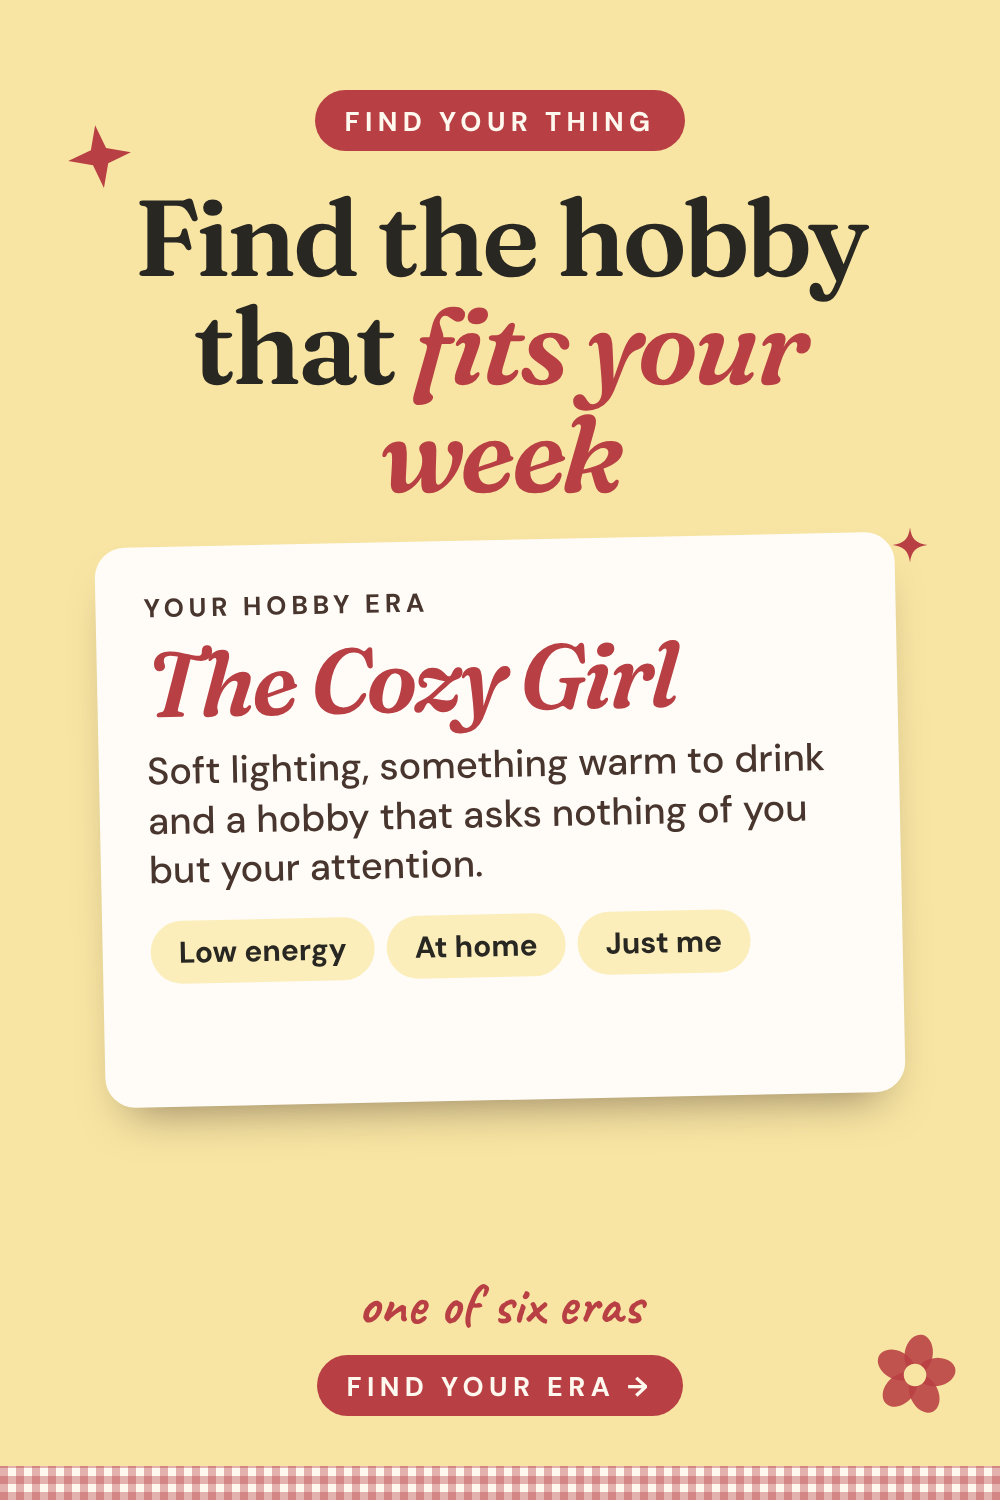 FIND YOUR THING
Find the hobby
that fits your
week
YOUR HOBBY ERA
The Cozy Girl
Soft lighting, something warm to drink
and a hobby that asks nothing of you
but your attention.
Low energy At home Just me
one of six eras
FIND YOUR ERA →